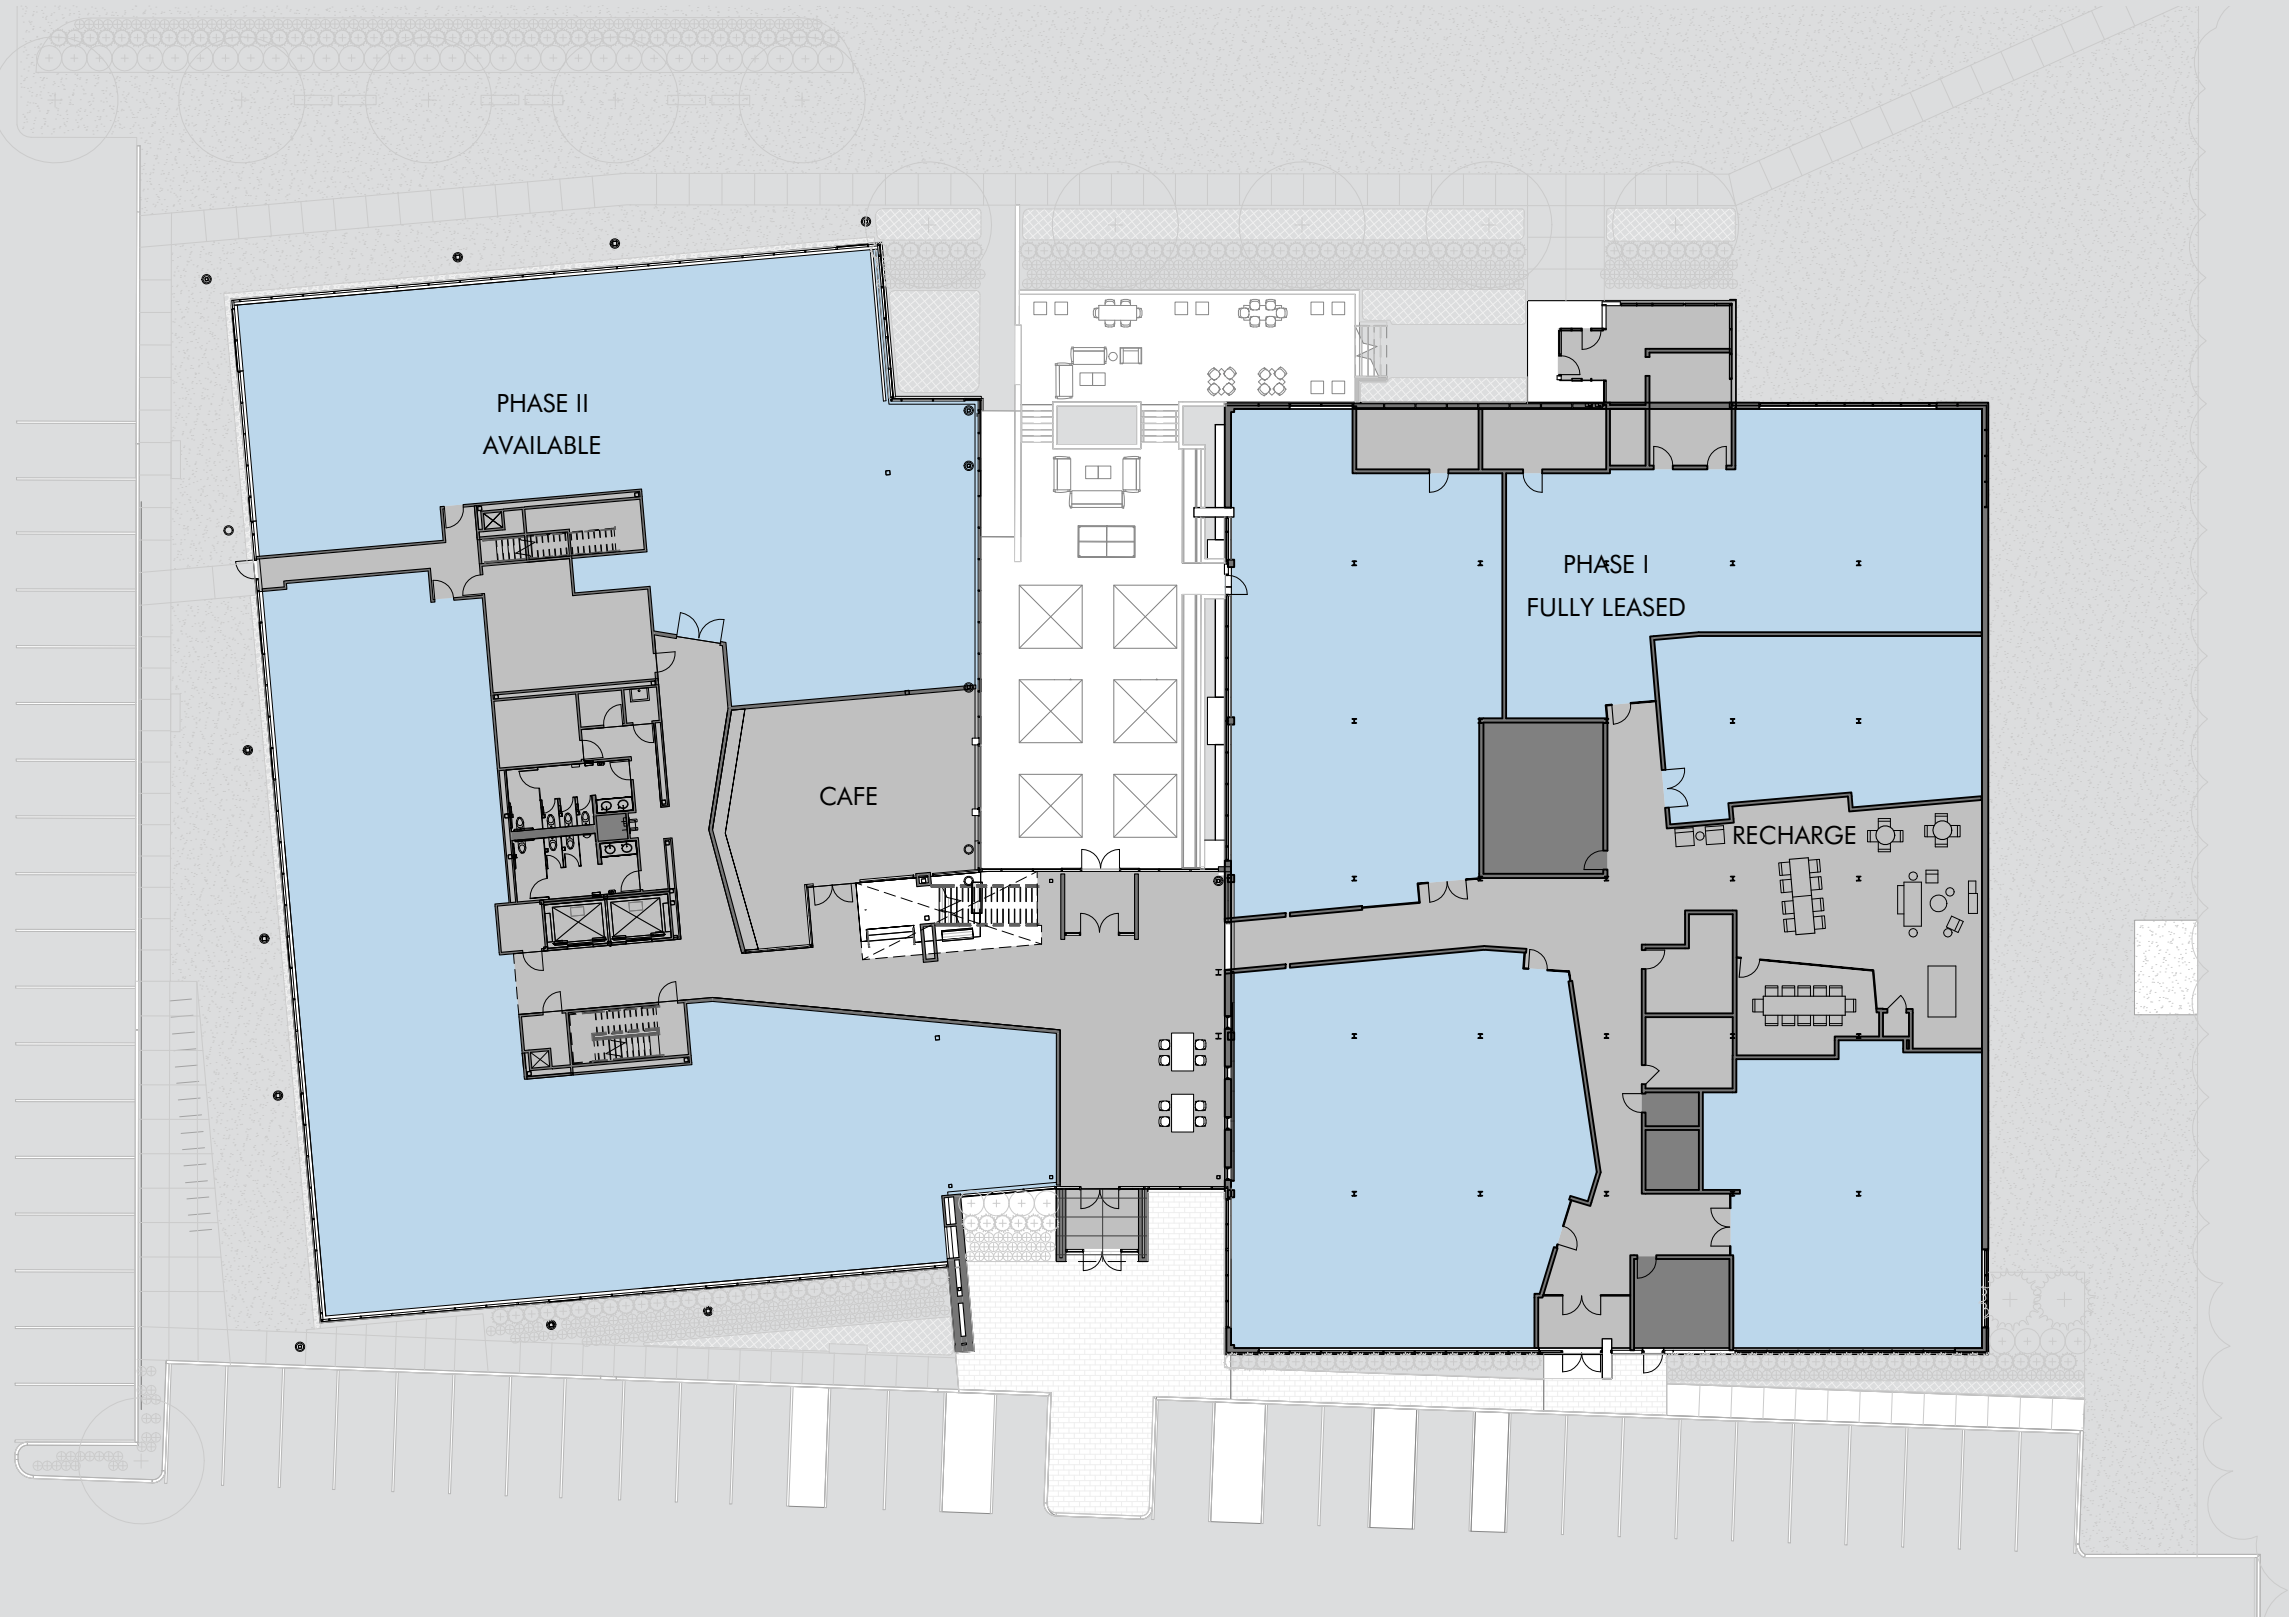 PHASE II
AVAILABLE
PHASE I
FULLY LEASED
CAFE
RECHARGE